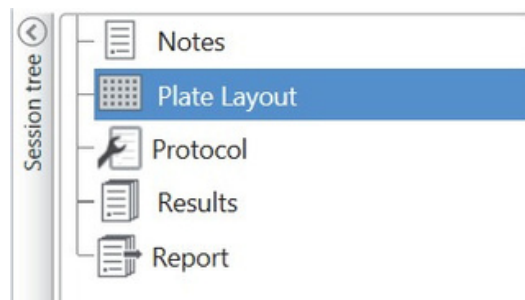 Session tree
Notes
Plate Layout
Protocol
Results
Report